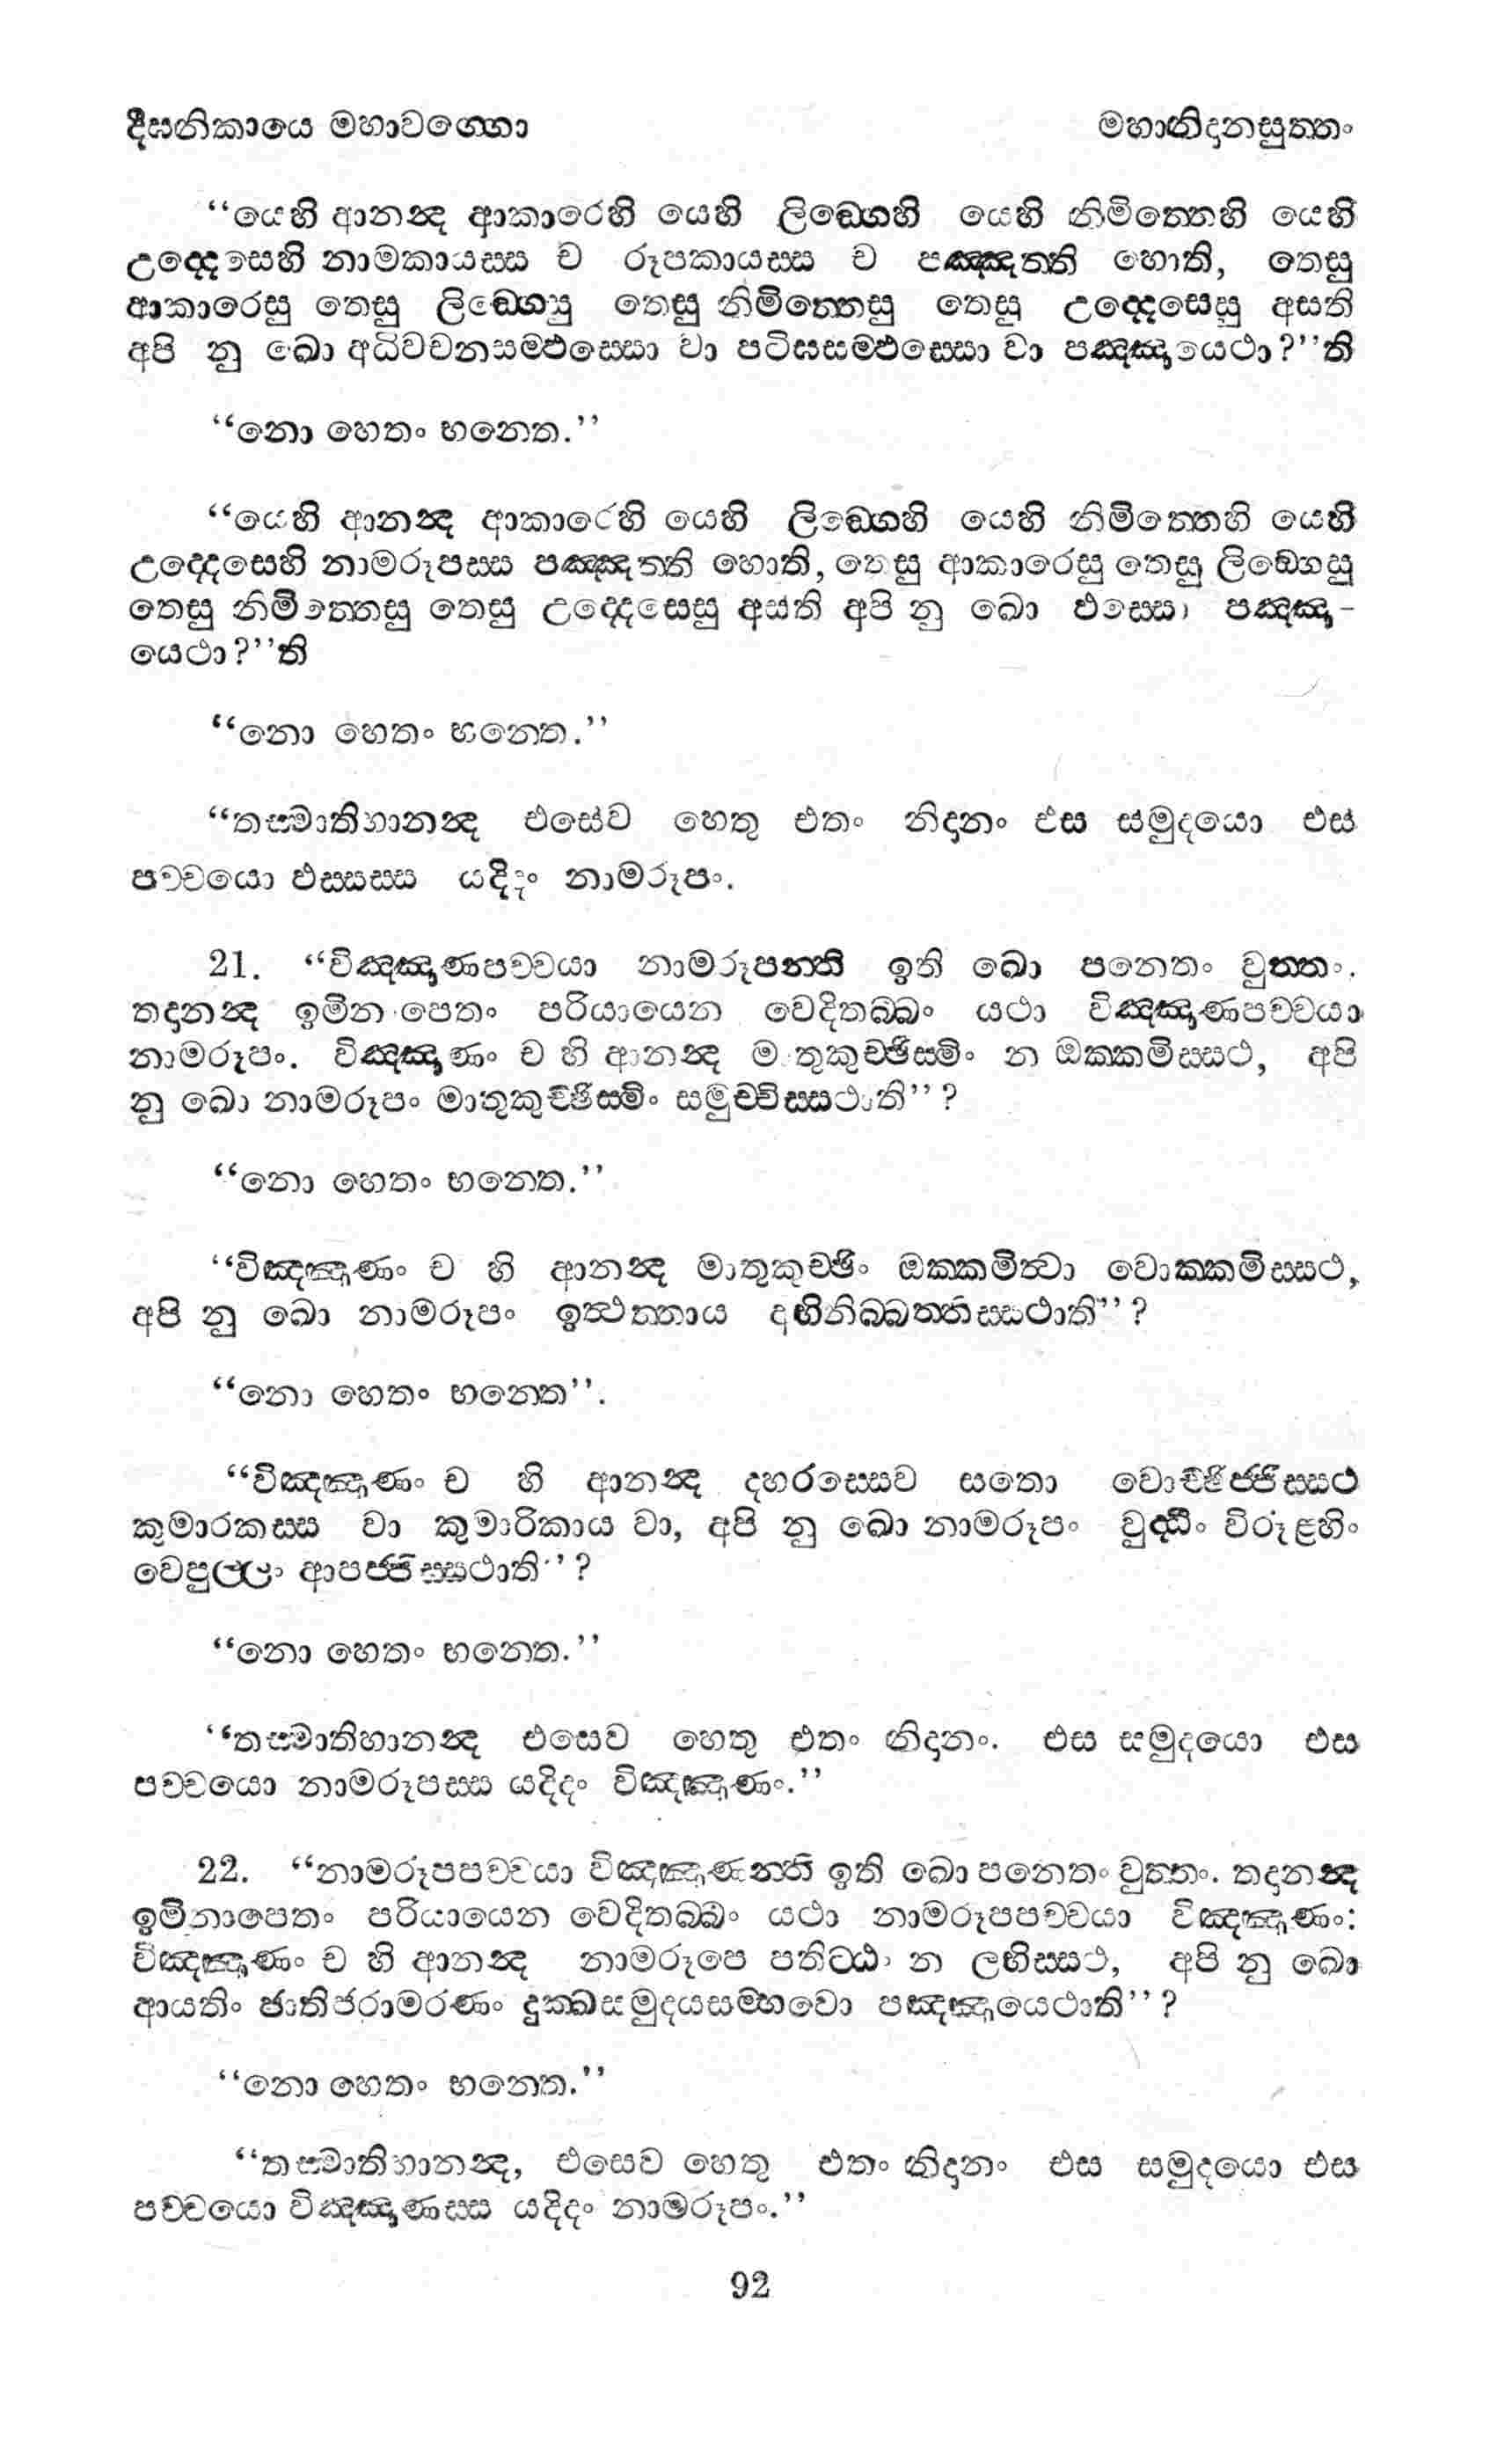 දීඝනිකායෙ මහාවග්ගො මහානිදානසුත්තං
“යෙහි ආනන්ද ආකාරෙහි යෙහි ලිඞ්ගෙහි යෙහි නිමිත්තෙහි යෙහි
උද්දෙසෙහි නාමකායස්ස ච රූපකායස්ස ච පඤ්ඤත්ති හොති, තෙසු
ආකාරෙසු තෙසු ලිඞ්ගෙසු තෙසු නිමිත්තෙසු තෙසු උද්දෙසෙසු අසති
අපි නු ඛො අධිවචනසම්ඵස්සො වා පටිඝසම්ඵස්සො වා පඤ්ඤායෙථා?”ති
“නො හෙතං භන්තෙ.”
“යෙහි ආනන්ද ආකාරෙහි යෙහි ලිඞ්ගෙහි යෙහි නිමිත්තෙහි යෙහි
උද්දෙසෙහි නාමරූපස්ස පඤ්ඤත්ති හොති, තෙසු ආකාරෙසු තෙසු ලිඞ්ගෙසු
තෙසු නිමිත්තෙසු තෙසු උද්දෙසෙසු අසති අපි නු ඛො ඵස්සො පඤ්ඤා-
යෙථා?”ති
“නො හෙතං භන්තෙ.”
“තස්මාතිහානන්ද එසේව හෙතු එතං නිදානං එස සමුදයො එස
පච්චයො ඵස්සස්ස යදිදං නාමරූපං.
21. “විඤ්ඤාණපච්චයා නාමරූපන්ති ඉති ඛො පනෙතං වුත්තං.
තදානන්ද ඉමින පෙතං පරියායෙන වෙදිතබ්බං යථා විඤ්ඤාණපච්චයා
නාමරූපං. විඤ්ඤාණං ච හි ආනන්ද මාතුකුච්ඡිස්මිං න ඔක්කමිස්සථ, අපි
නු ඛො නාමරූපං මාතුකුච්ඡිස්මිං සමුච්චිස්සථාති”?
“නො හෙතං භන්තෙ.”
“විඤ්ඤාණං ච හි ආනන්ද මාතුකුච්ඡිං ඔක්කමිත්වා වොක්කමිස්සථ,
අපි නු ඛො නාමරූපං ඉත්ථත්තාය අභිනිබ්බත්තිස්සථාති”?
“නො හෙතං භන්තෙ”.
“විඤ්ඤාණං ච හි ආනන්ද දහරස්සෙව සතො වොච්ඡිජ්ජිස්සථ
කුමාරකස්ස වා කුමාරිකාය වා, අපි නු ඛො නාමරූපං වුද්ධිං විරූළ්හිං
වෙපුල්ලං ආපජ්ජිස්සථාති”?
“නො හෙතං භන්තෙ.”
“තස්මාතිහානන්ද එසෙව හෙතු එතං නිදානං. එස සමුදයො එස
පච්චයො නාමරූපස්ස යදිදං විඤ්ඤාණං.”
22. “නාමරූපපච්චයා විඤ්ඤාණන්ති ඉති ඛො පනෙතං වුත්තං. තදානන්ද
ඉමිනාපෙතං පරියායෙන වෙදිතබ්බං යථා නාමරූපපච්චයා විඤ්ඤාණං:
විඤ්ඤාණං ච හි ආනන්ද නාමරූපෙ පතිට්ඨං න ලභිස්සථ, අපි නු ඛො
ආයතිං ජාතිජරාමරණං දුක්ඛසමුදයසම්භවො පඤ්ඤායෙථාති”?
“නො හෙතං භන්තෙ.”
“තස්මාතිහානන්ද, එසෙව හෙතු එතං නිදානං එස සමුදයො එස
පච්චයො විඤ්ඤාණස්ස යදිදං නාමරූපං.”
92